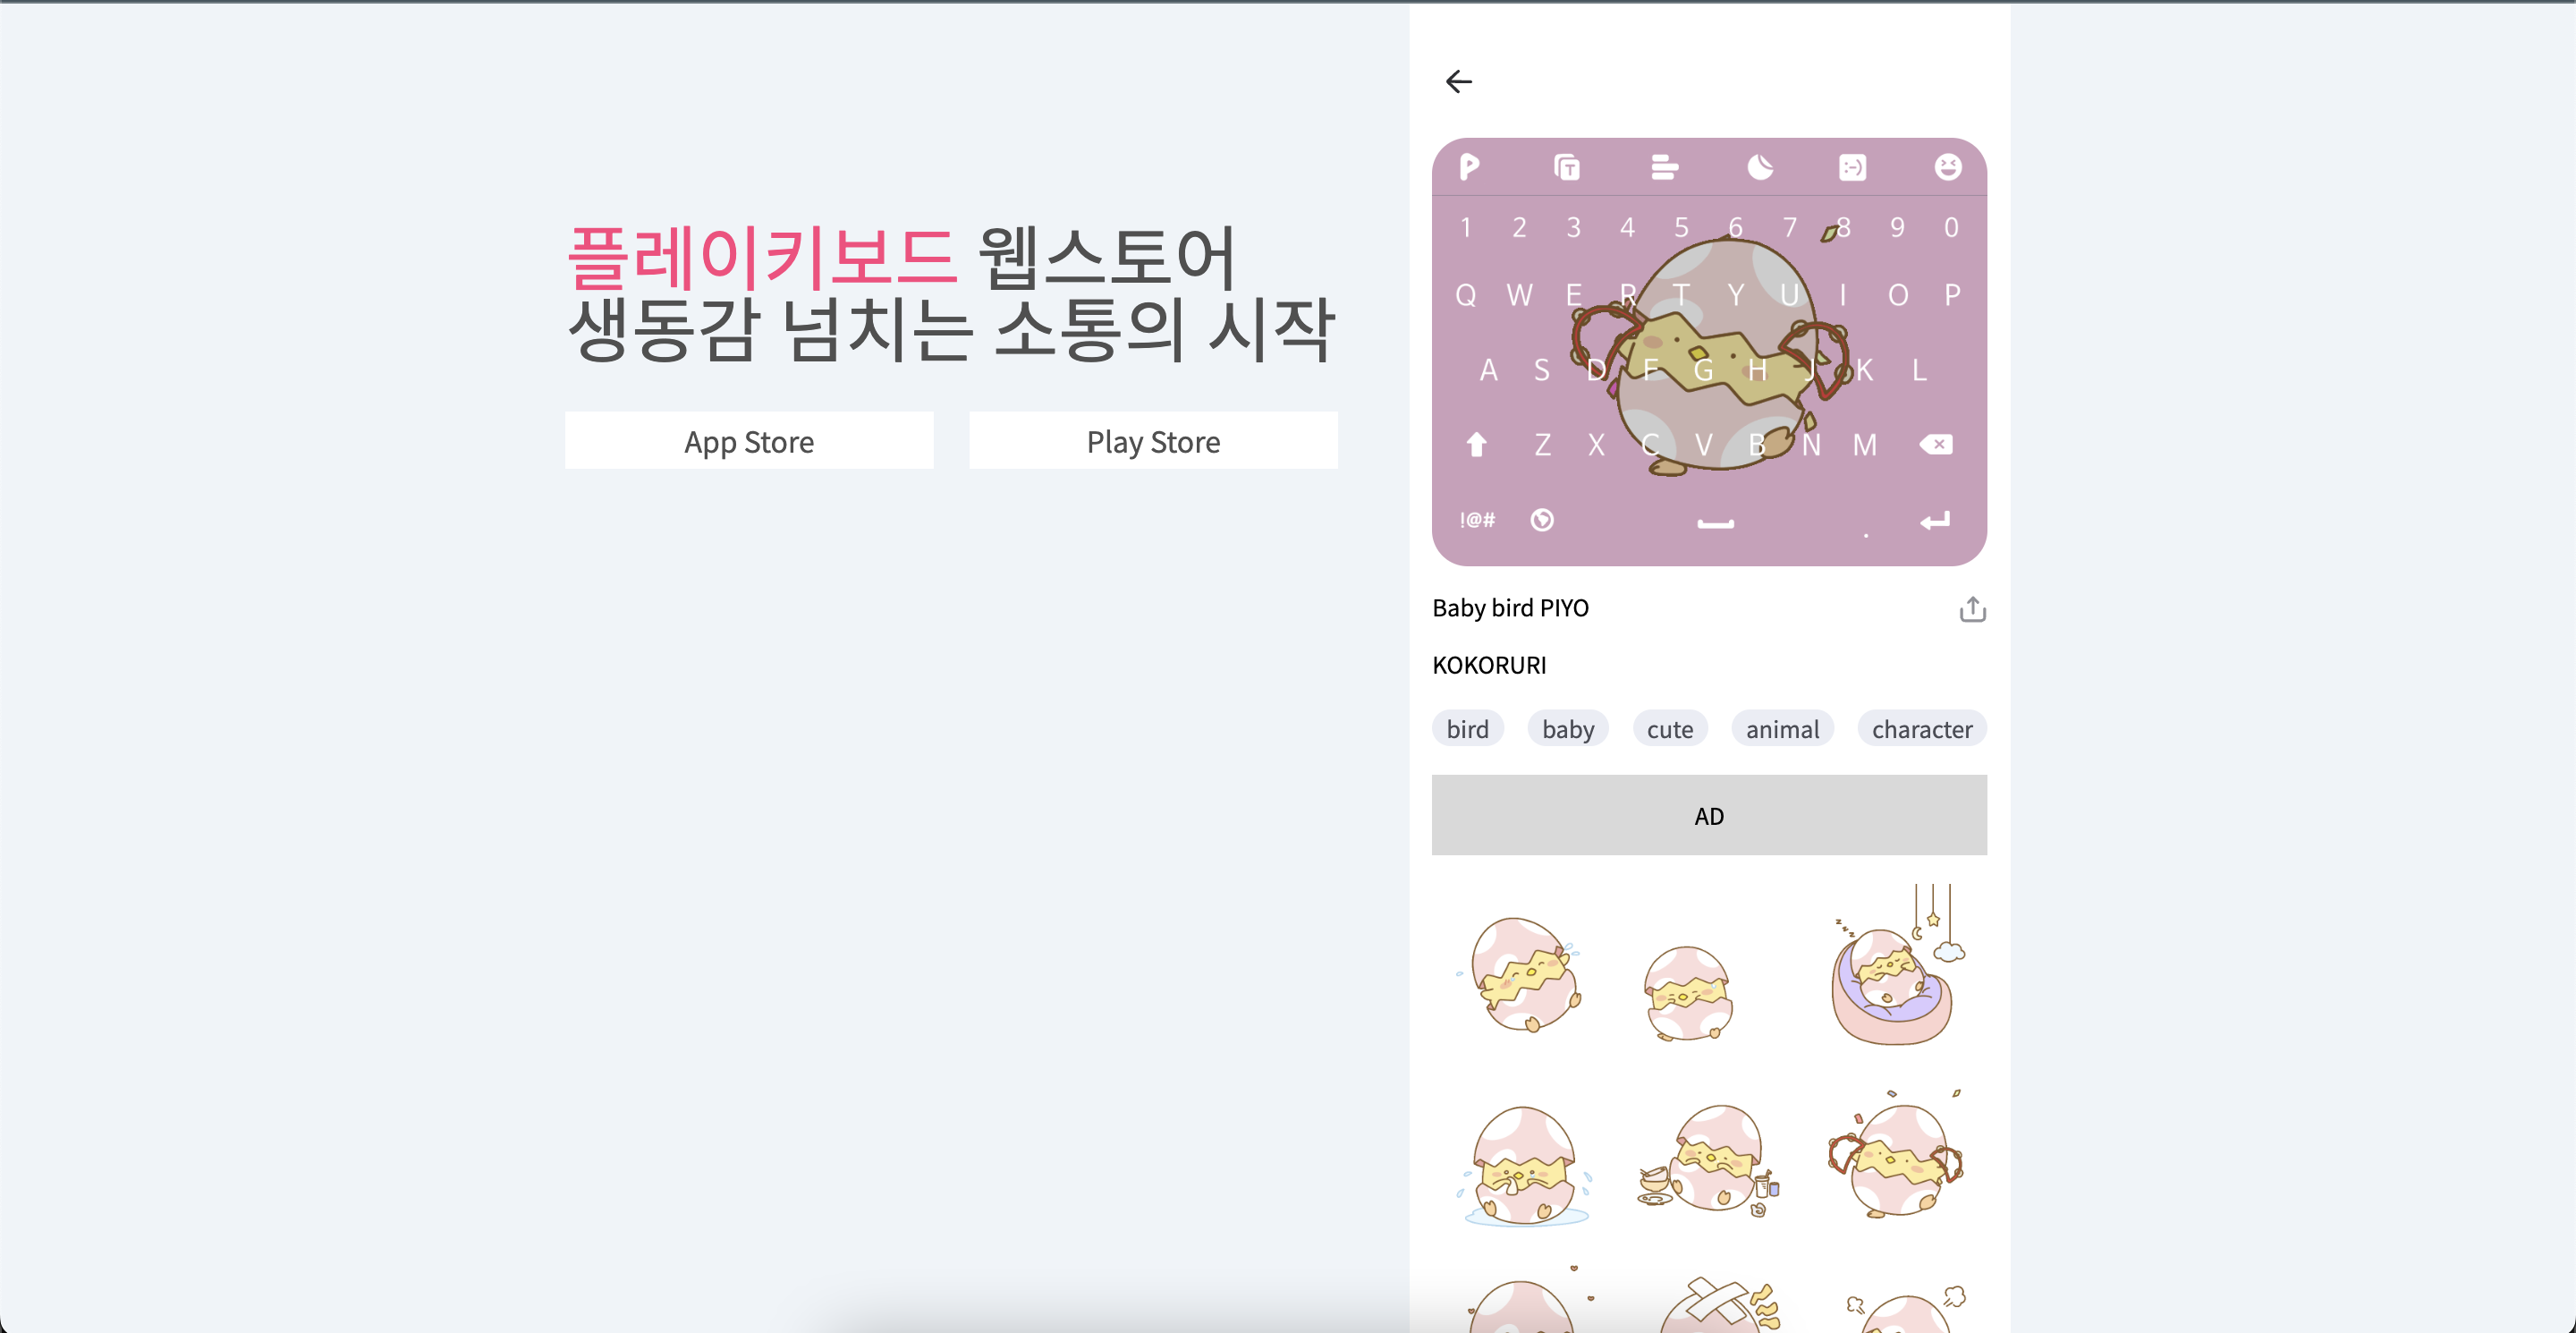 플레이키보드 웹스토어
생동감 넘치는 소통의 시작
App Store
Play Store
T
:-)
1 2 3 4 5 6 7 8 9 0
Q W E R T Y U I O P
A S D F G H J K L
Z X C V B N M
!@# .
Baby bird PIYO
KOKORURI
bird baby cute animal character
AD
z z z z